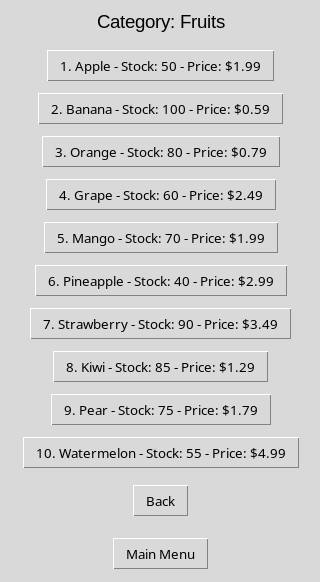 Category: Fruits
1. Apple - Stock: 50 - Price: $1.99
2. Banana - Stock: 100 - Price: $0.59
3. Orange - Stock: 80 - Price: $0.79
4. Grape - Stock: 60 - Price: $2.49
5. Mango - Stock: 70 - Price: $1.99
6. Pineapple - Stock: 40 - Price: $2.99
7. Strawberry - Stock: 90 - Price: $3.49
8. Kiwi - Stock: 85 - Price: $1.29
9. Pear - Stock: 75 - Price: $1.79
10. Watermelon - Stock: 55 - Price: $4.99
Back
Main Menu